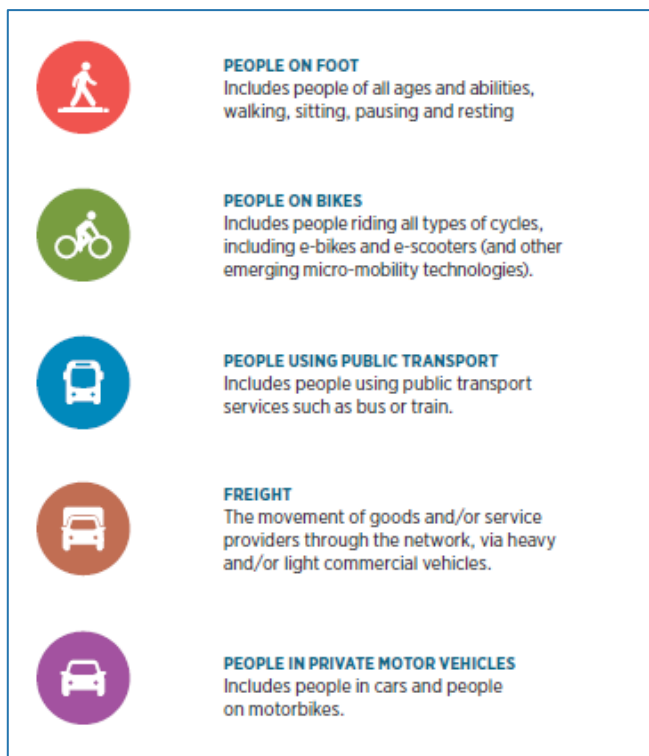 PEOPLE ON FOOT
Includes people of all ages and abilities,
walking, sitting, pausing and resting
PEOPLE ON BIKES
Includes people riding all types of cycles,
including e-bikes and e-scooters (and other
emerging micro-mobility technologies).
PEOPLE USING PUBLIC TRANSPORT
Includes people using public transport
services such as bus or train.
FREIGHT
The movement of goods and/or service
providers through the network, via heavy
and/or light commercial vehicles.
PEOPLE IN PRIVATE MOTOR VEHICLES
Includes people in cars and people
on motorbikes.